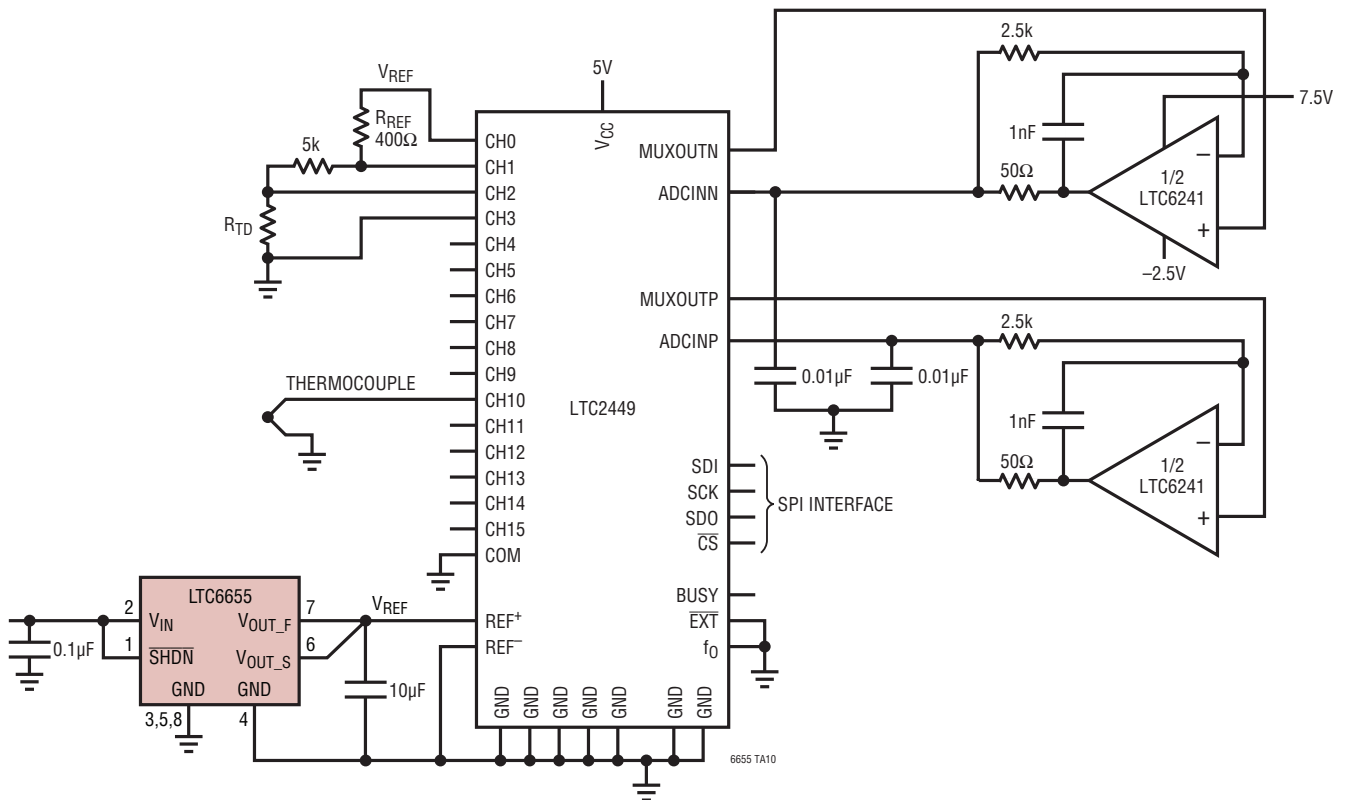 VREF
RREF
400Ω
5k
RTD
5V
VCC
CH0
CH1
CH2
CH3
CH4
CH5
CH6
CH7
CH8
CH9
CH10
CH11
CH12
CH13
CH14
CH15
COM
REF+
REF–
THERMOCOUPLE
LTC2449
MUXOUTN
ADCINN
MUXOUTP
ADCINP
SDI
SCK
SDO
CS
SPI INTERFACE
BUSY
EXT
fO
GND
GND
GND
GND
GND
GND
GND
2.5k
1nF
50Ω
7.5V
–
1/2
LTC6241
+
–2.5V
2.5k
0.01µF
0.01µF
1nF
50Ω
–
1/2
LTC6241
+
LTC6655
2
VIN
VOUT_F
7
VREF
1
SHDN
VOUT_S
6
0.1µF
GND
GND
3,5,8
4
10µF
6655 TA10